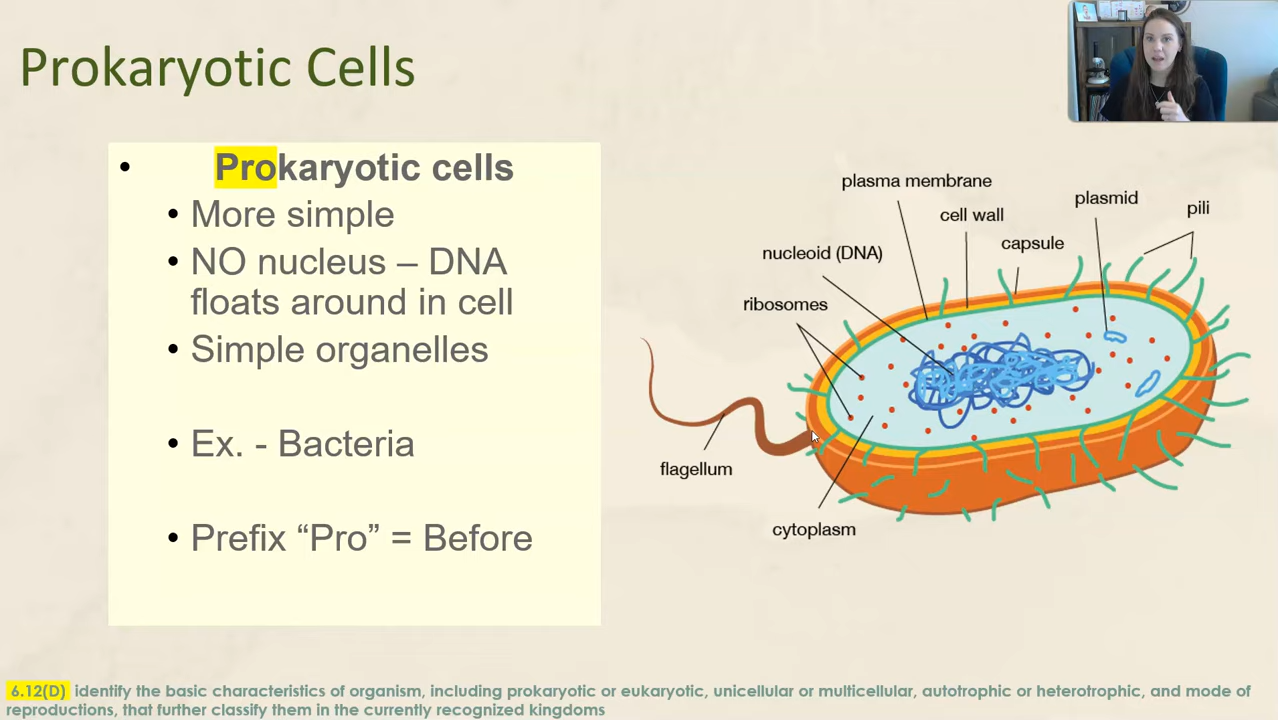 Prokaryotic Cells
• Prokaryotic cells
• More simple
• NO nucleus – DNA
floats around in cell
• Simple organelles
• Ex. - Bacteria
• Prefix “Pro” = Before
plasma membrane
cell wall
plasmid
pili
capsule
nucleoid (DNA)
ribosomes
flagellum
cytoplasm
6.12(D) identify the basic characteristics of organism, including prokaryotic or eukaryotic, unicellular or multicellular, autotrophic or heterotrophic, and mode of
reproductions, that further classify them in the currently recognized kingdoms